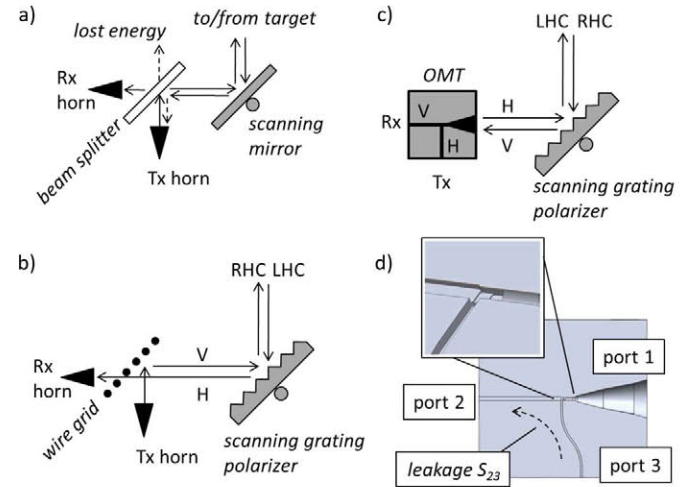 a)
lost energy
to/from target
Rx
horn
beam splitter
Tx horn
scanning
mirror
b)
RHC LHC
Rx
horn
V
H
wire grid
Tx horn
scanning grating
polarizer
c)
LHC RHC
OMT
Rx
V
H
H
V
Tx
scanning grating
polarizer
d)
port 1
port 2
port 3
leakage S23